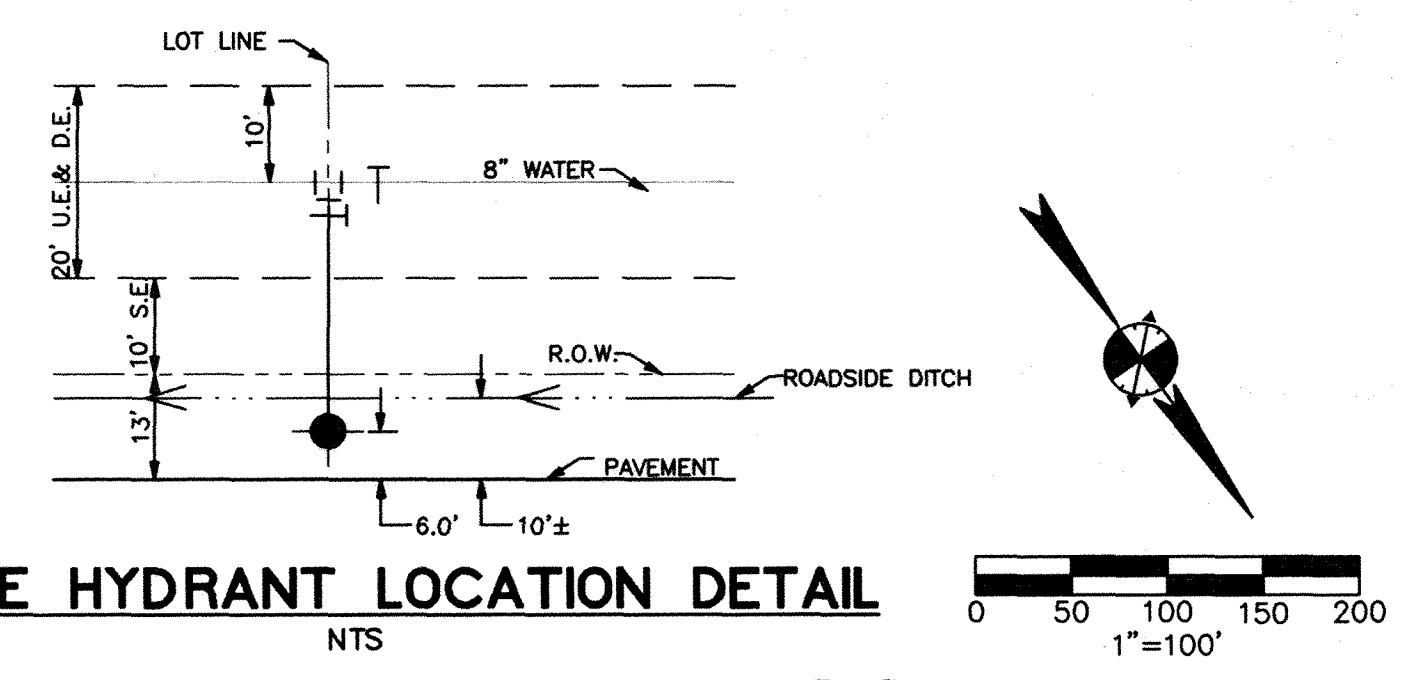 LOT LINE
20' U.E.& D.E.
10'
8" WATER
10' S.E.
R.O.W.
ROADSIDE DITCH
13'
PAVEMENT
6.0'
10'±
E HYDRANT LOCATION DETAIL
NTS
0 50 100 150 200
1"=100'